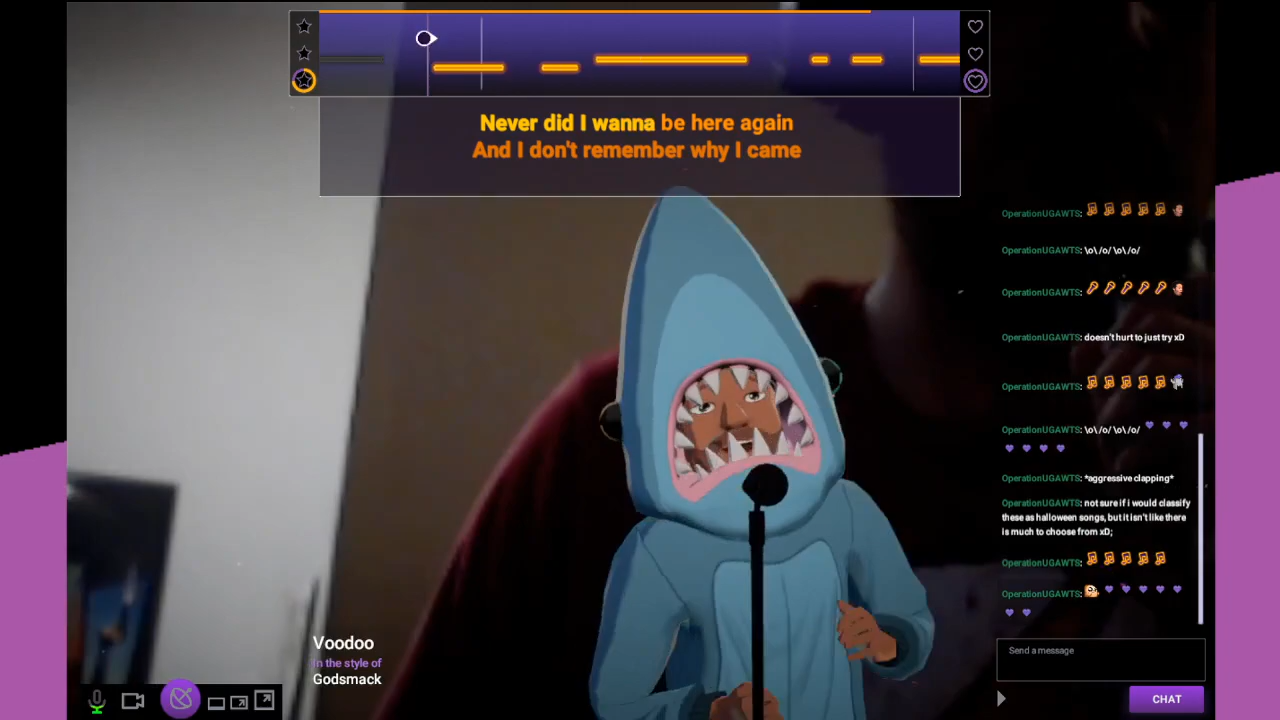 Never did I wanna be here again
And I don't remember why I came
OperationUGAWTS:
OperationUGAWTS: \o\ /o/ \o\ /o/
OperationUGAWTS:
OperationUGAWTS: doesn't hurt to just try xD
OperationUGAWTS:
OperationUGAWTS: \o\ /o/ \o\ /o/
OperationUGAWTS: *aggressive clapping*
OperationUGAWTS: not sure if i would classify
these as halloween songs, but it isn't like there
is much to choose from xD;
OperationUGAWTS:
OperationUGAWTS:
Voodoo
In the style of
Godsmack
Send a message
CHAT